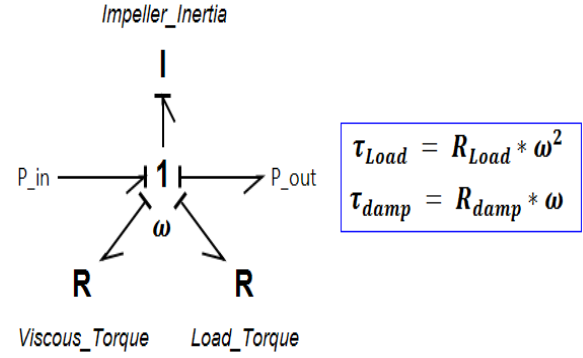 Impeller_Inertia
I
P_in 1 P_out
ω
R R
Viscous_Torque Load_Torque
τ_Load = R_Load * ω²
τ_damp = R_damp * ω